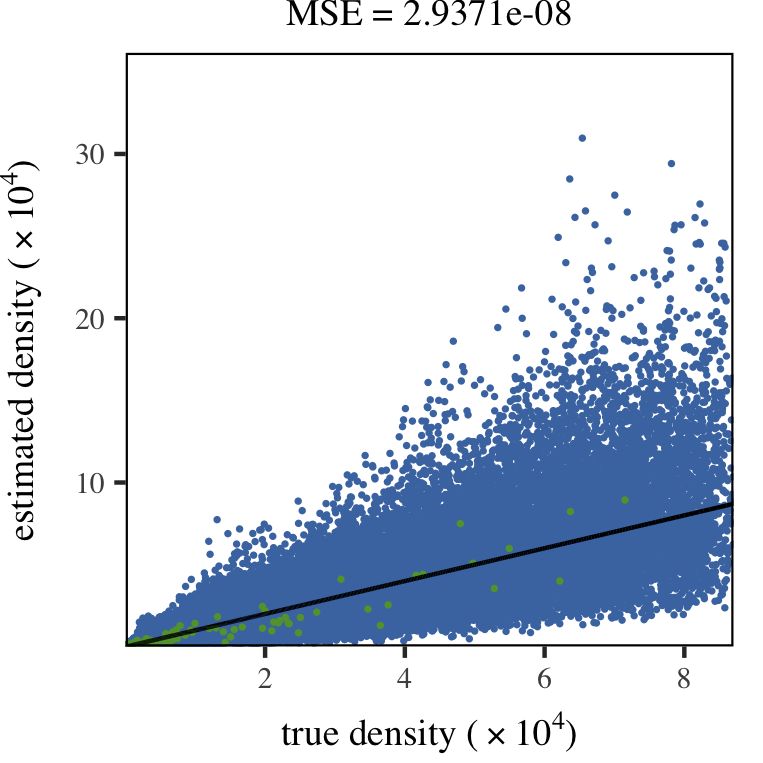 MSE = 2.9371e-08
estimated density ( × 10⁴)
30
20
10
2 4 6 8
true density ( × 10⁴)